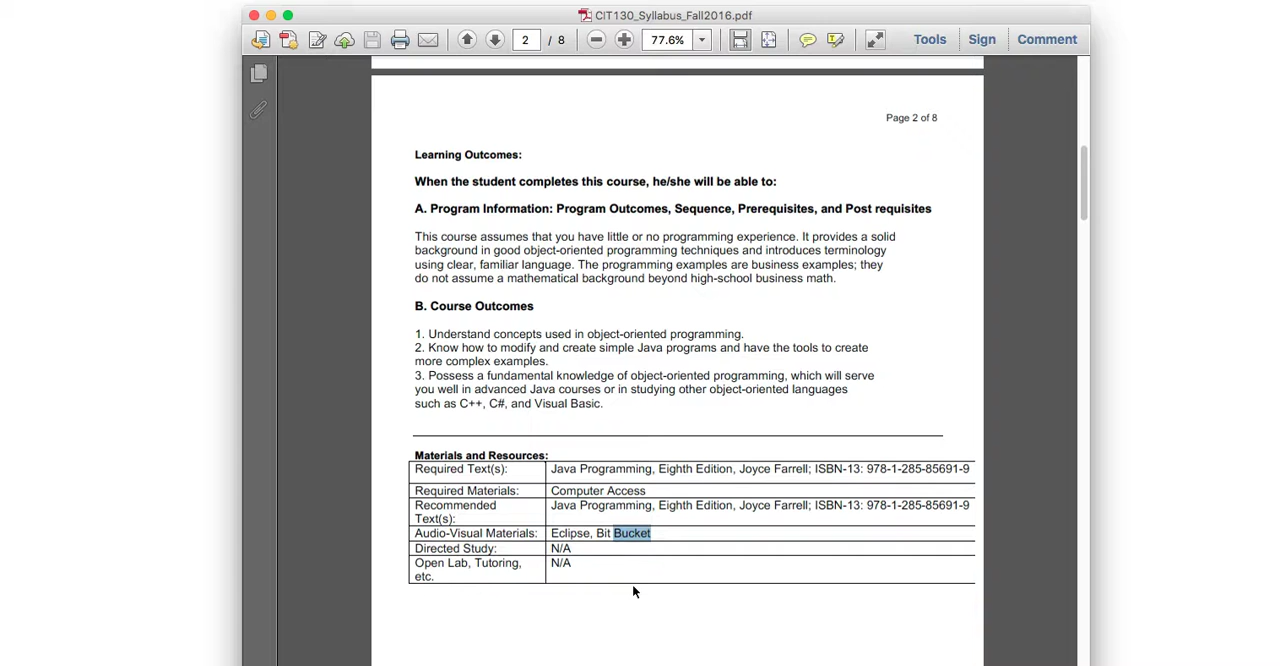 CIT130_Syllabus_Fall2016.pdf
2 / 8 77.6% Tools Sign Comment
Page 2 of 8
Learning Outcomes:
When the student completes this course, he/she will be able to:
A. Program Information: Program Outcomes, Sequence, Prerequisites, and Post requisites
This course assumes that you have little or no programming experience. It provides a solid
background in good object-oriented programming techniques and introduces terminology
using clear, familiar language. The programming examples are business examples; they
do not assume a mathematical background beyond high-school business math.
B. Course Outcomes
1. Understand concepts used in object-oriented programming.
2. Know how to modify and create simple Java programs and have the tools to create
more complex examples.
3. Possess a fundamental knowledge of object-oriented programming, which will serve
you well in advanced Java courses or in studying other object-oriented languages
such as C++, C#, and Visual Basic.
Materials and Resources:
Required Text(s): Java Programming, Eighth Edition, Joyce Farrell; ISBN-13: 978-1-285-85691-9
Required Materials: Computer Access
Recommended Java Programming, Eighth Edition, Joyce Farrell; ISBN-13: 978-1-285-85691-9
Text(s):
Audio-Visual Materials: Eclipse, Bit Bucket
Directed Study: N/A
Open Lab, Tutoring, N/A
etc.